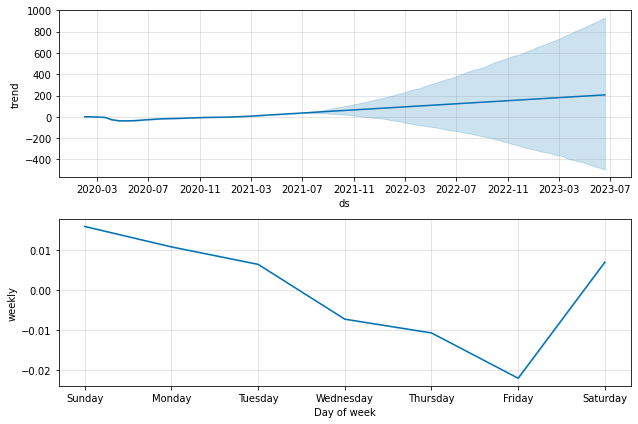 1000
800
600
400
200
0
−200
−400
trend
2020-03 2020-07 2020-11 2021-03 2021-07 2021-11 2022-03 2022-07 2022-11 2023-03 2023-07
ds
0.01
0.00
−0.01
−0.02
weekly
Sunday Monday Tuesday Wednesday Thursday Friday Saturday
Day of week